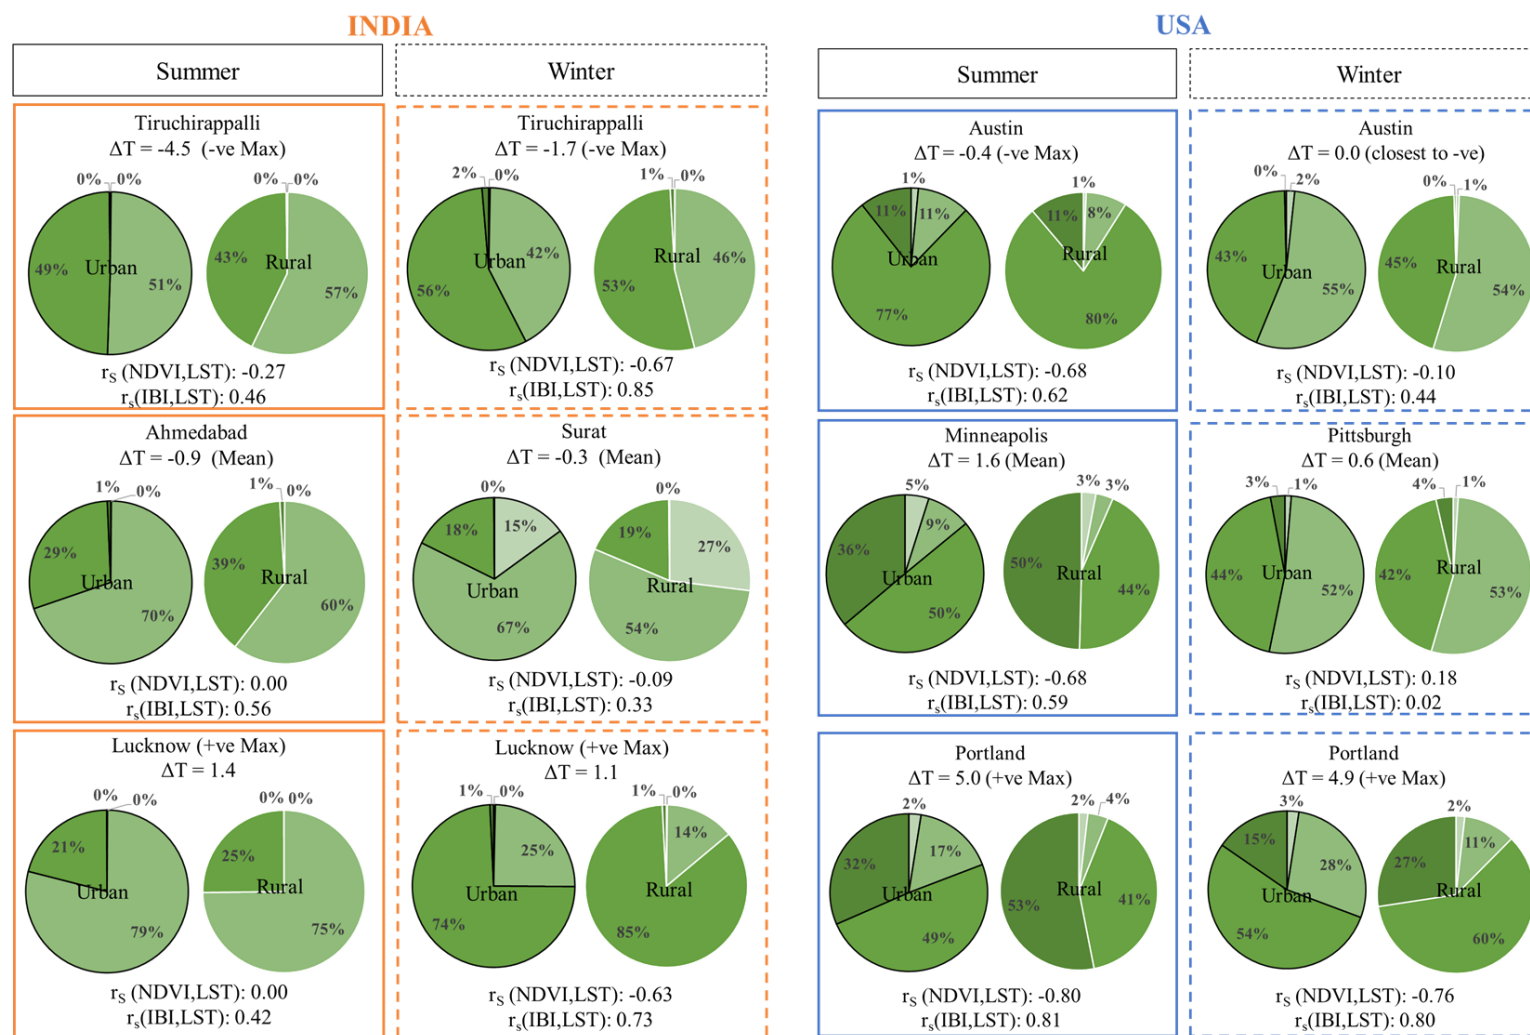 INDIA
USA
Summer
Winter
Summer
Winter
Tiruchirappalli
ΔT = -4.5 (-ve Max)
0% 0%
0% 0%
49%
Urban
51%
43%
Rural
57%
rS (NDVI,LST): -0.27
rs(IBI,LST): 0.46
Tiruchirappalli
ΔT = -1.7 (-ve Max)
2% 0%
1% 0%
Urban
42%
56%
Rural
46%
53%
rS (NDVI,LST): -0.67
rs(IBI,LST): 0.85
Austin
ΔT = -0.4 (-ve Max)
1%
1%
11%
11%
Urban
77%
11%
8%
Rural
80%
rS (NDVI,LST): -0.68
rs(IBI,LST): 0.62
Austin
ΔT = 0.0 (closest to -ve)
0% 2%
0% 1%
43%
Urban
55%
45%
Rural
54%
rS (NDVI,LST): -0.10
rs(IBI,LST): 0.44
Ahmedabad
ΔT = -0.9 (Mean)
1% 0%
1% 0%
29%
Urban
70%
39%
Rural
60%
rS (NDVI,LST): 0.00
rs(IBI,LST): 0.56
Surat
ΔT = -0.3 (Mean)
0%
0%
18%
15%
Urban
67%
19%
27%
Rural
54%
rS (NDVI,LST): -0.09
rs(IBI,LST): 0.33
Minneapolis
ΔT = 1.6 (Mean)
5%
3% 3%
9%
36%
Urban
50%
50%
Rural
44%
rS (NDVI,LST): -0.68
rs(IBI,LST): 0.59
Pittsburgh
ΔT = 0.6 (Mean)
3% 1%
4% 1%
44%
Urban
52%
42%
Rural
53%
rS (NDVI,LST): 0.18
rs(IBI,LST): 0.02
Lucknow (+ve Max)
ΔT = 1.4
0% 0%
0% 0%
21%
Urban
79%
25%
Rural
75%
rS (NDVI,LST): 0.00
rs(IBI,LST): 0.42
Lucknow (+ve Max)
ΔT = 1.1
1% 0%
1% 0%
25%
Urban
74%
14%
Rural
85%
rS (NDVI,LST): -0.63
rs(IBI,LST): 0.73
Portland
ΔT = 5.0 (+ve Max)
2%
2% 4%
32%
17%
Urban
49%
53%
Rural
41%
rS (NDVI,LST): -0.80
rs(IBI,LST): 0.81
Portland
ΔT = 4.9 (+ve Max)
3%
2%
15%
28%
Urban
54%
27%
11%
Rural
60%
rS (NDVI,LST): -0.76
rs(IBI,LST): 0.80